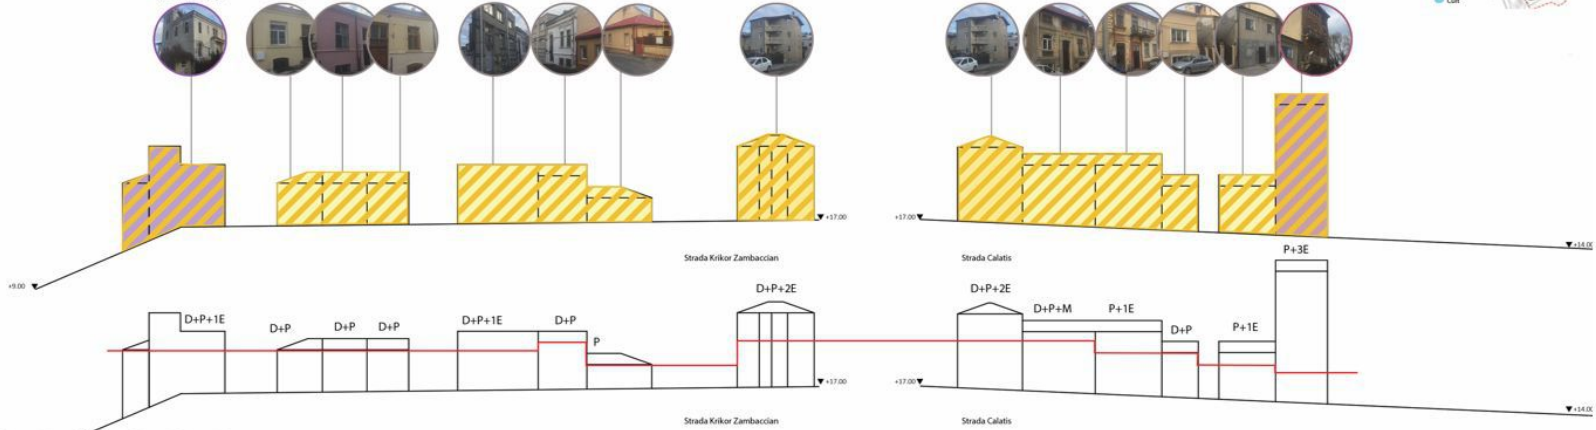 Cult
+17.00
+17.00
+14.00
Strada Krikor Zambaccian
Strada Calatis
+9.00
P+3E
D+P+2E
D+P+2E
D+P+1E
D+P
D+P
D+P
D+P+1E
D+P
P
D+P+M
P+1E
D+P
P+1E
+17.00
+17.00
+14.00
Strada Krikor Zambaccian
Strada Calatis